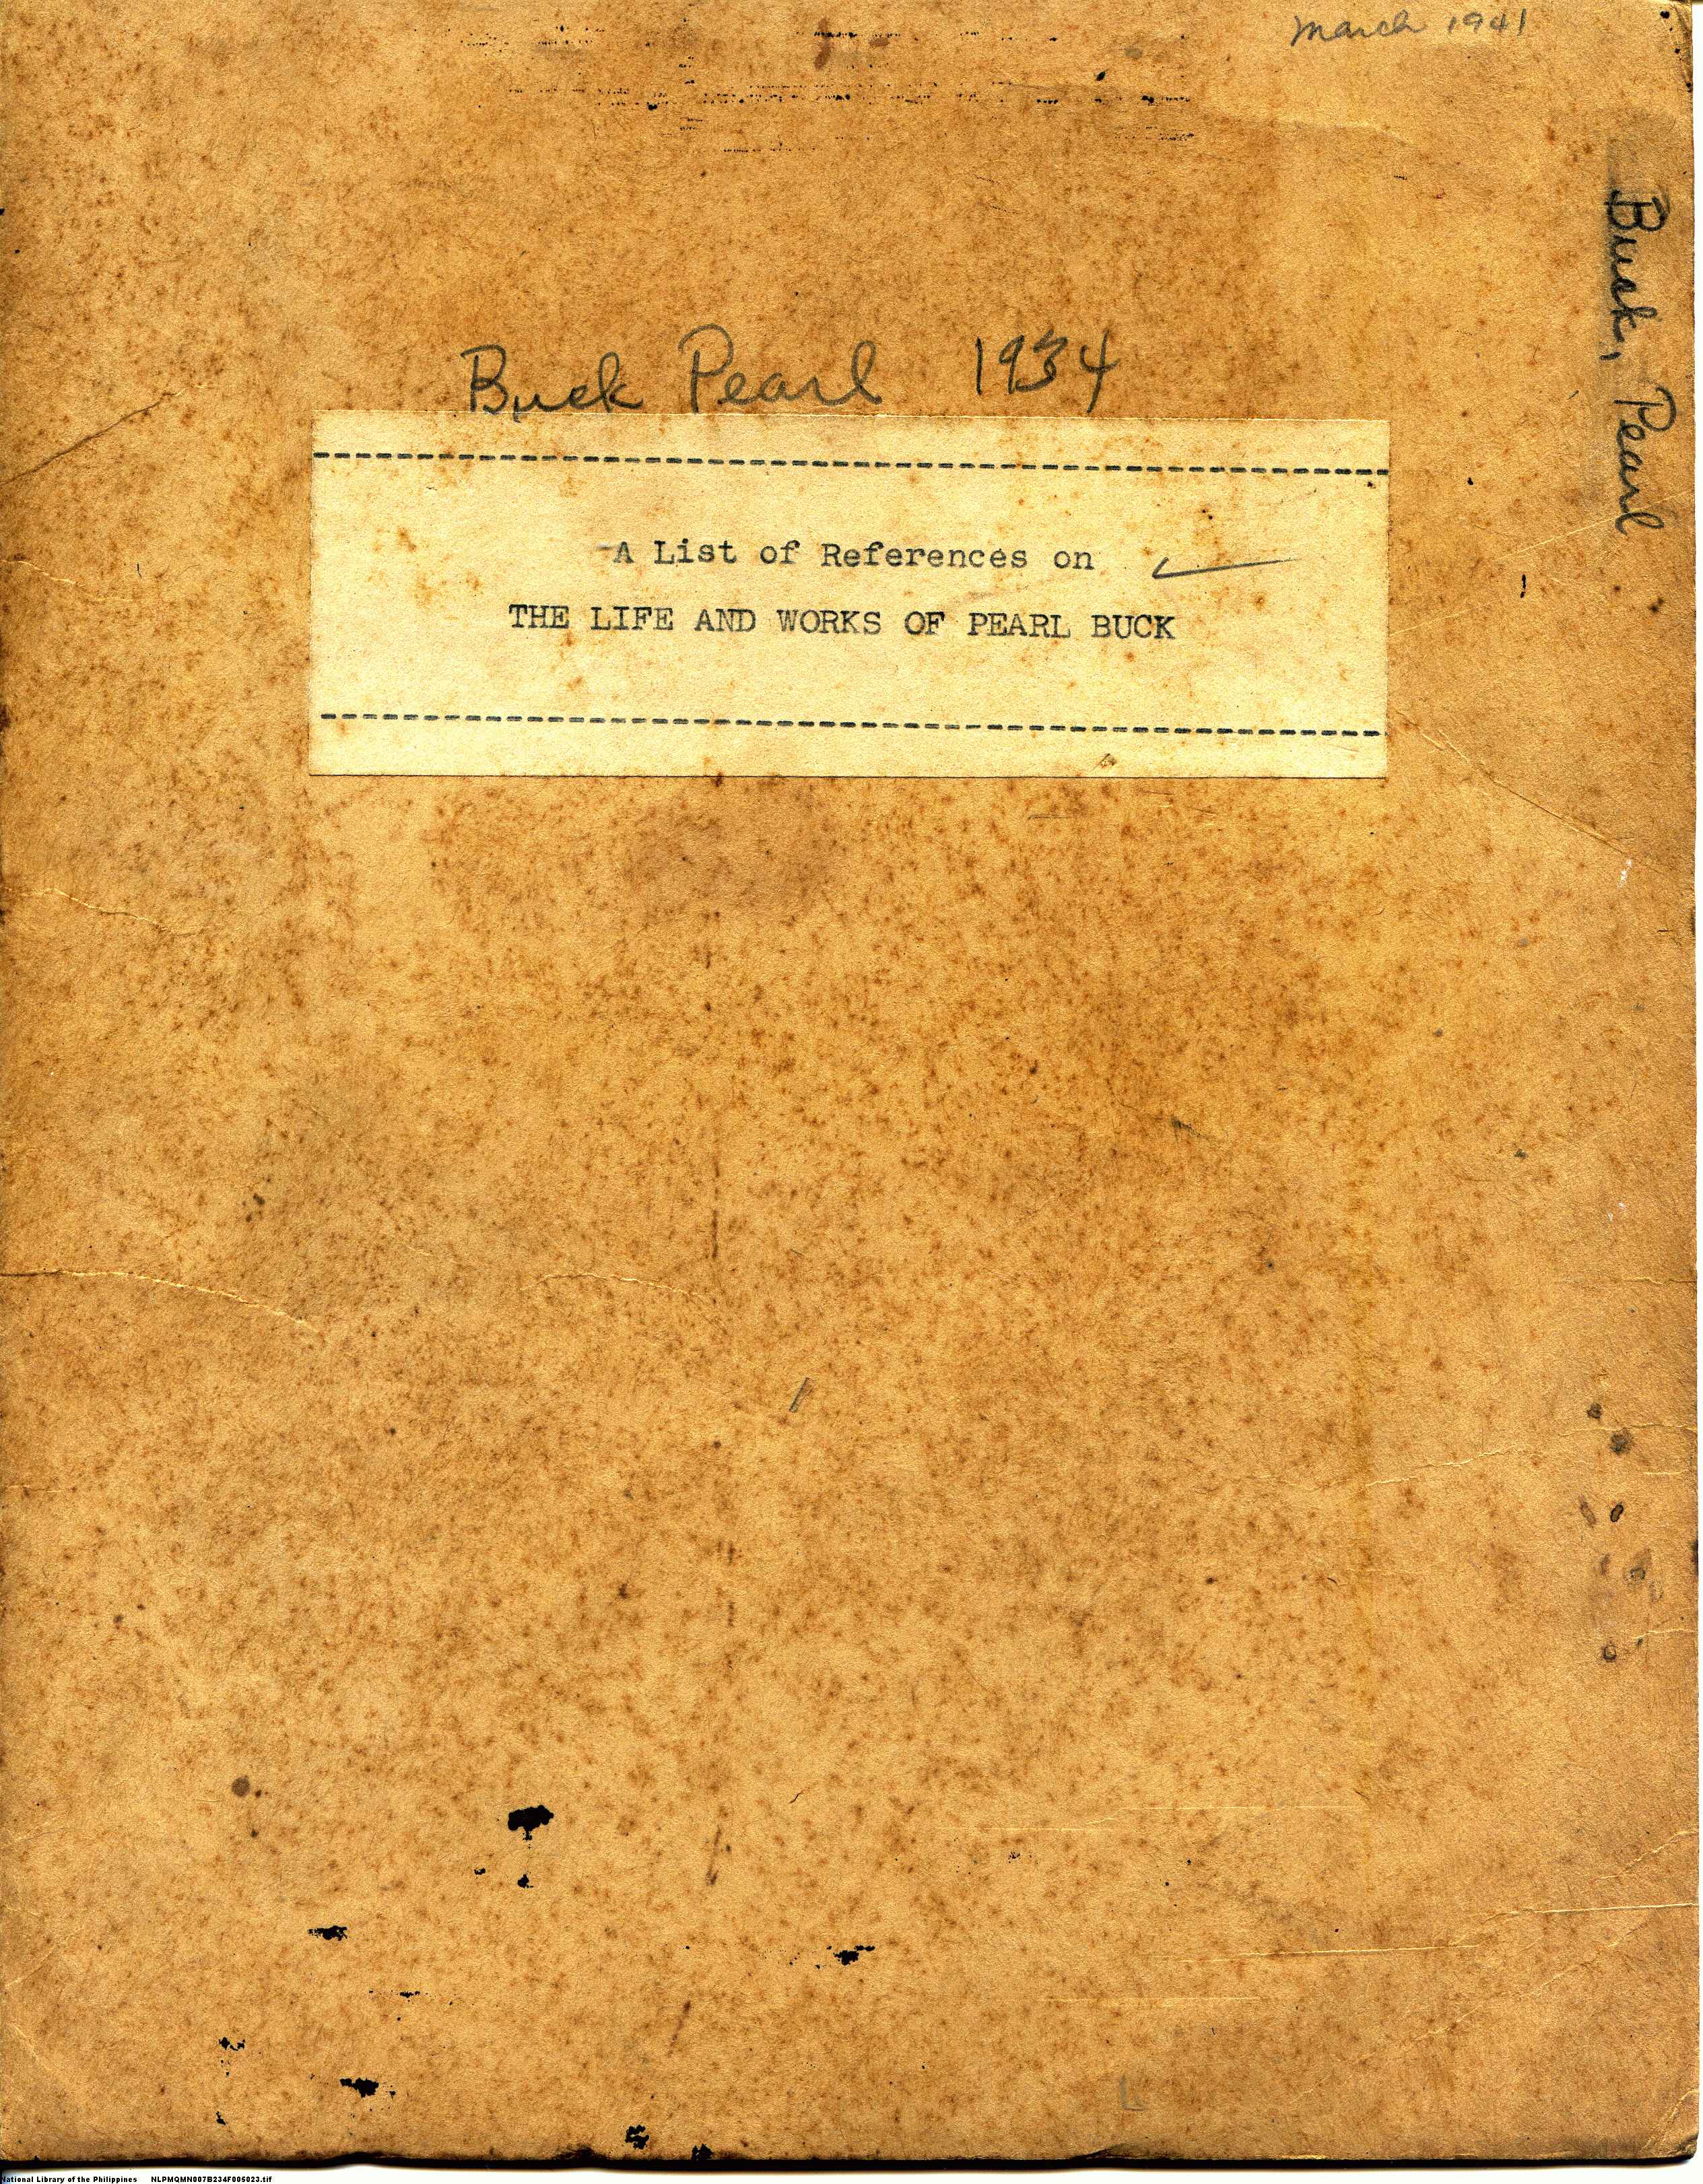 March 1941
Buck, Pearl
Buck Pearl 1934
A List of References on
THE LIFE AND WORKS OF PEARL BUCK
National Library of the Philippines NLPMQMN007B234F005023.tif